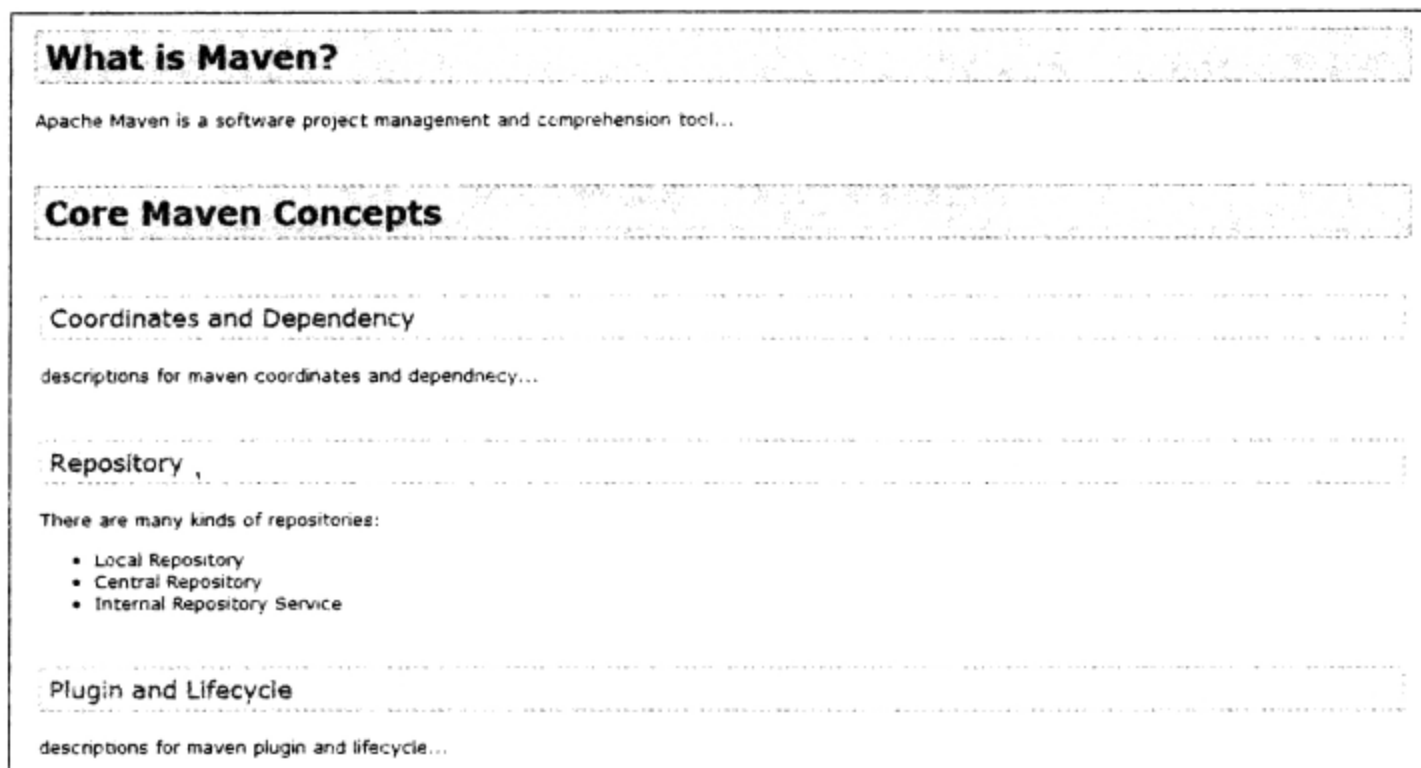 What is Maven?
Apache Maven is a software project management and comprehension tool...
Core Maven Concepts
Coordinates and Dependency
descriptions for maven coordinates and dependnecy...
Repository
There are many kinds of repositories:
• Local Repository
• Central Repository
• Internal Repository Service
Plugin and Lifecycle
descriptions for maven plugin and lifecycle...